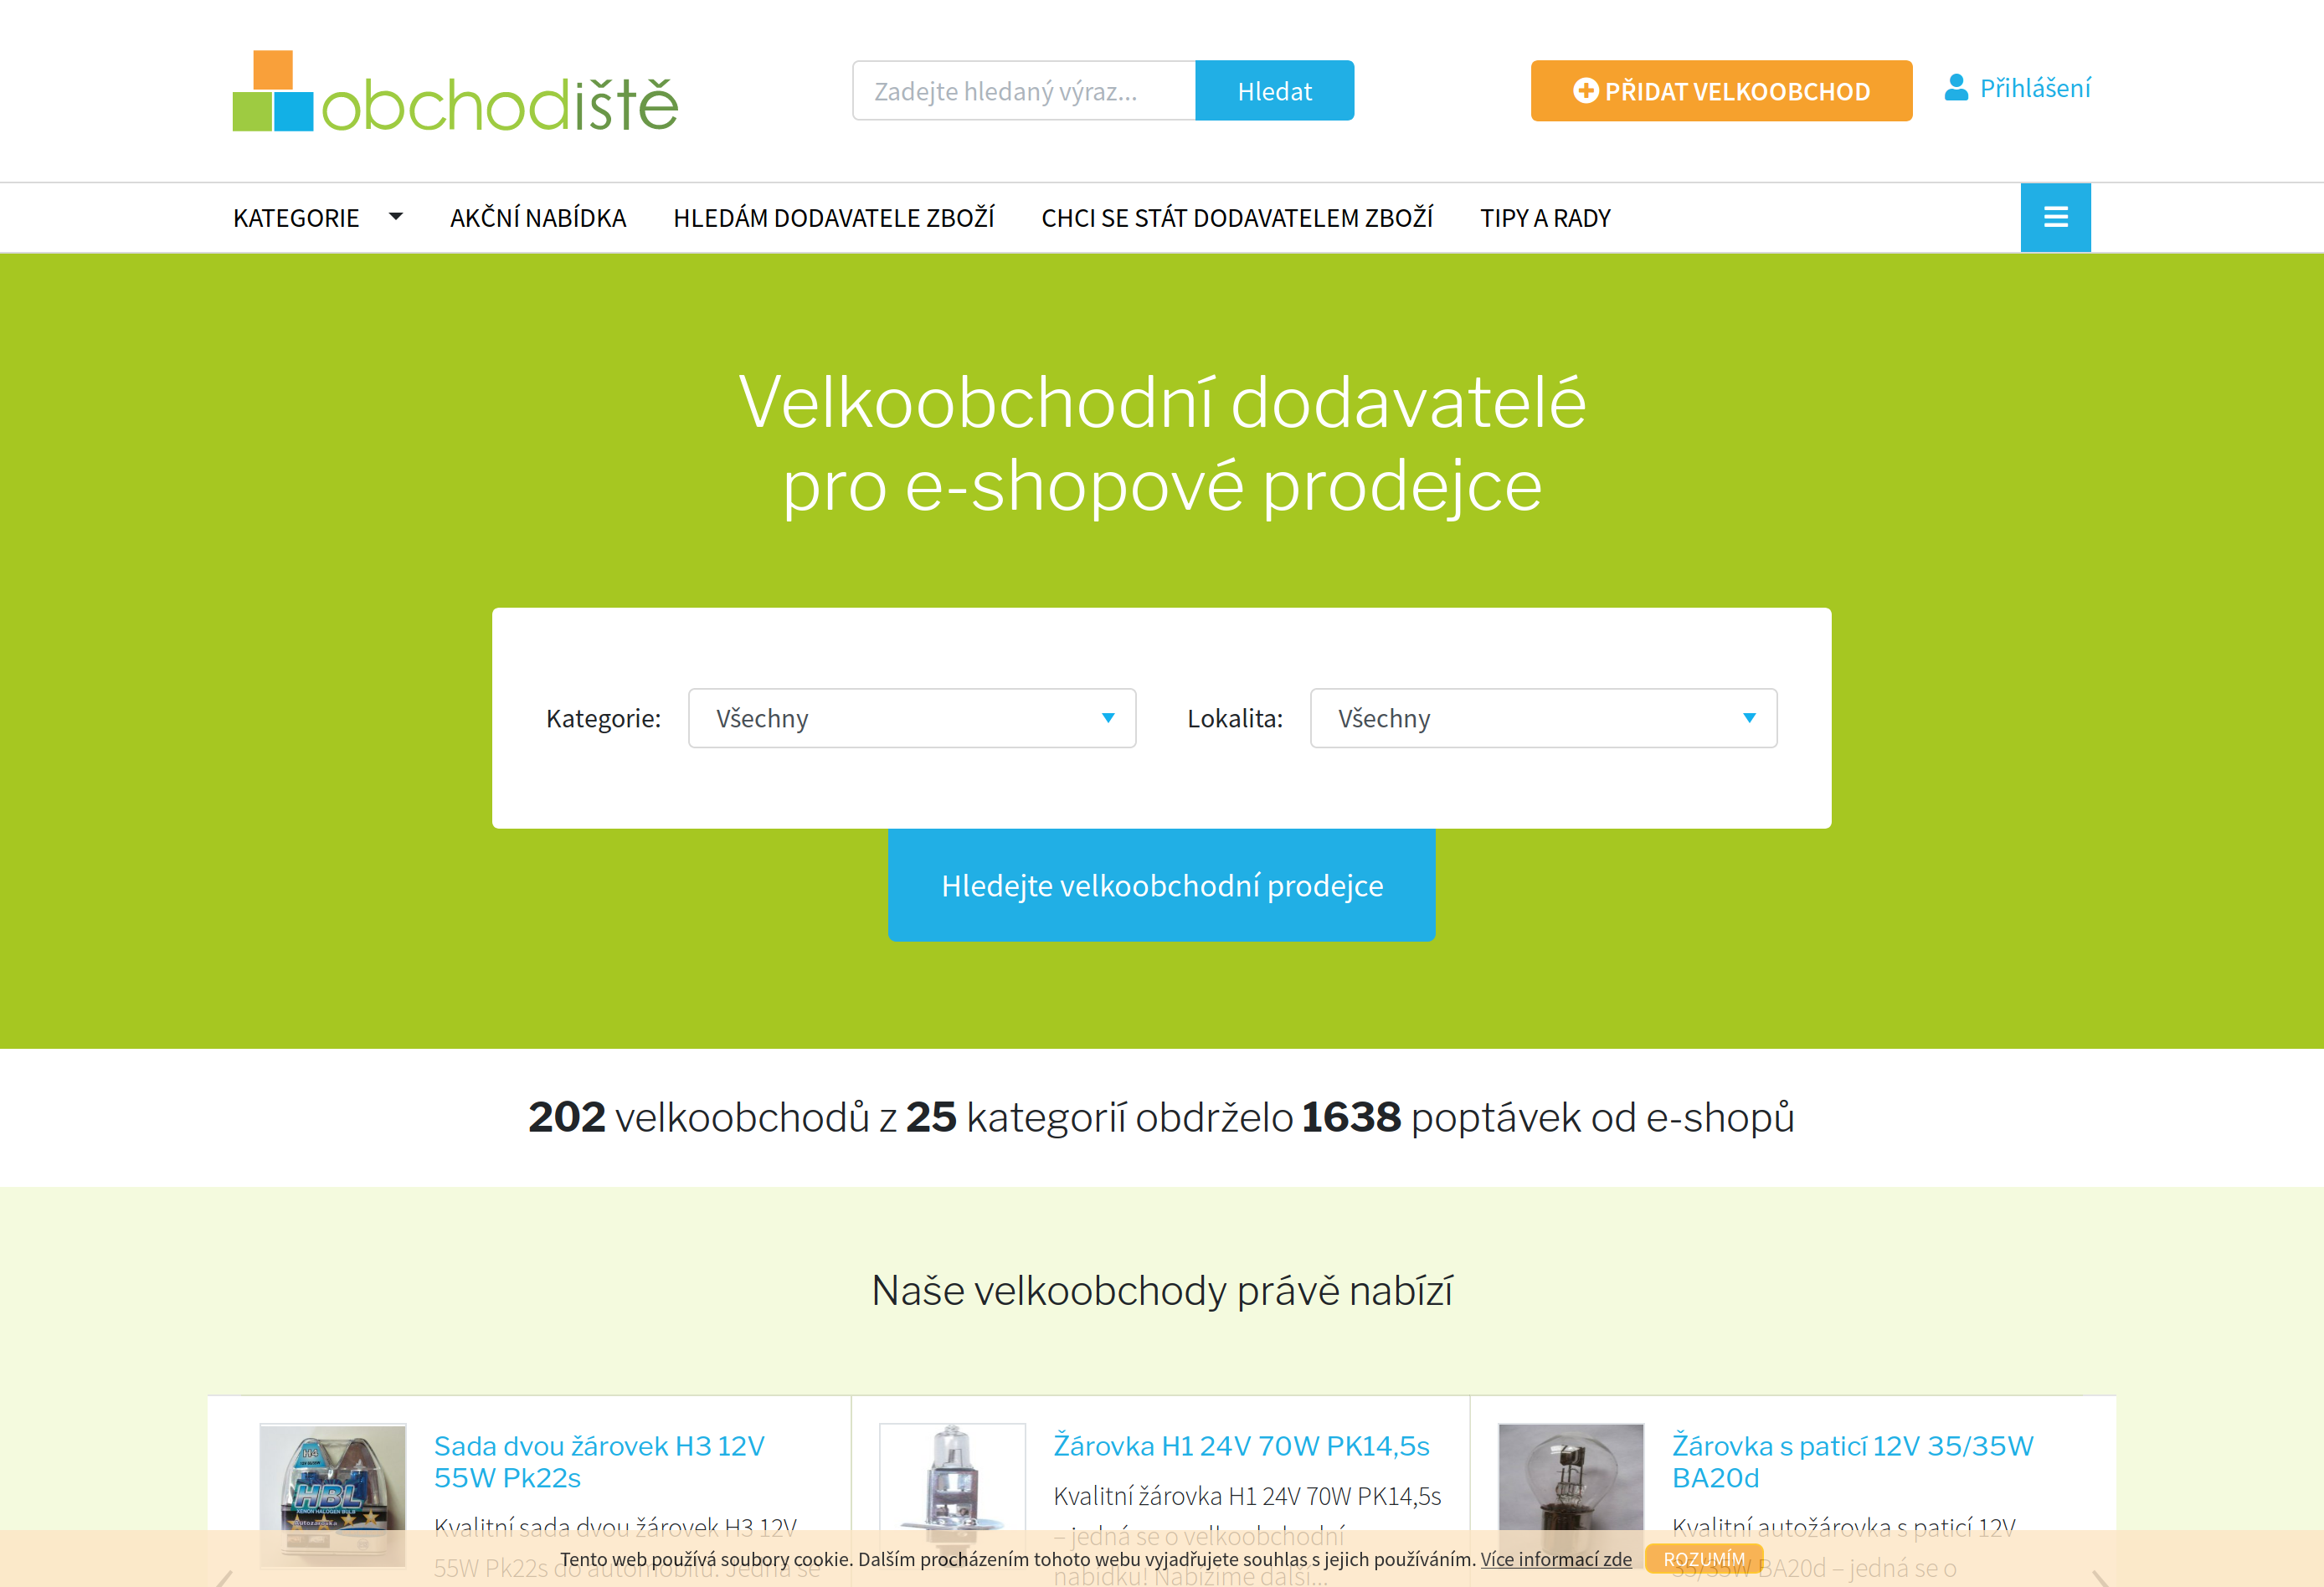 obchodiště
Zadejte hledaný výraz...
Hledat
PŘIDAT VELKOOBCHOD
Přihlášení
KATEGORIE
AKČNÍ NABÍDKA
HLEDÁM DODAVATELE ZBOŽÍ
CHCI SE STÁT DODAVATELEM ZBOŽÍ
TIPY A RADY
Velkoobchodní dodavatelé
pro e-shopové prodejce
Kategorie:
Všechny
Lokalita:
Všechny
Hledejte velkoobchodní prodejce
202 velkoobchodů z 25 kategorií obdrželo 1638 poptávek od e-shopů
Naše velkoobchody právě nabízí
HBL
Sada dvou žárovek H3 12V
55W Pk22s
Kvalitní sada dvou žárovek H3 12V
55W Pk22s do automobilů. Jedná se
Žárovka H1 24V 70W PK14,5s
Kvalitní žárovka H1 24V 70W PK14,5s
– jedná se o velkoobchodní
nabídku! Nabízíme další...
Žárovka s paticí 12V 35/35W
BA20d
Kvalitní autožárovka s paticí 12V
35/35W BA20d – jedná se o
Tento web používá soubory cookie. Dalším procházením tohoto webu vyjadřujete souhlas s jejich používáním. Více informací zde
ROZUMÍM